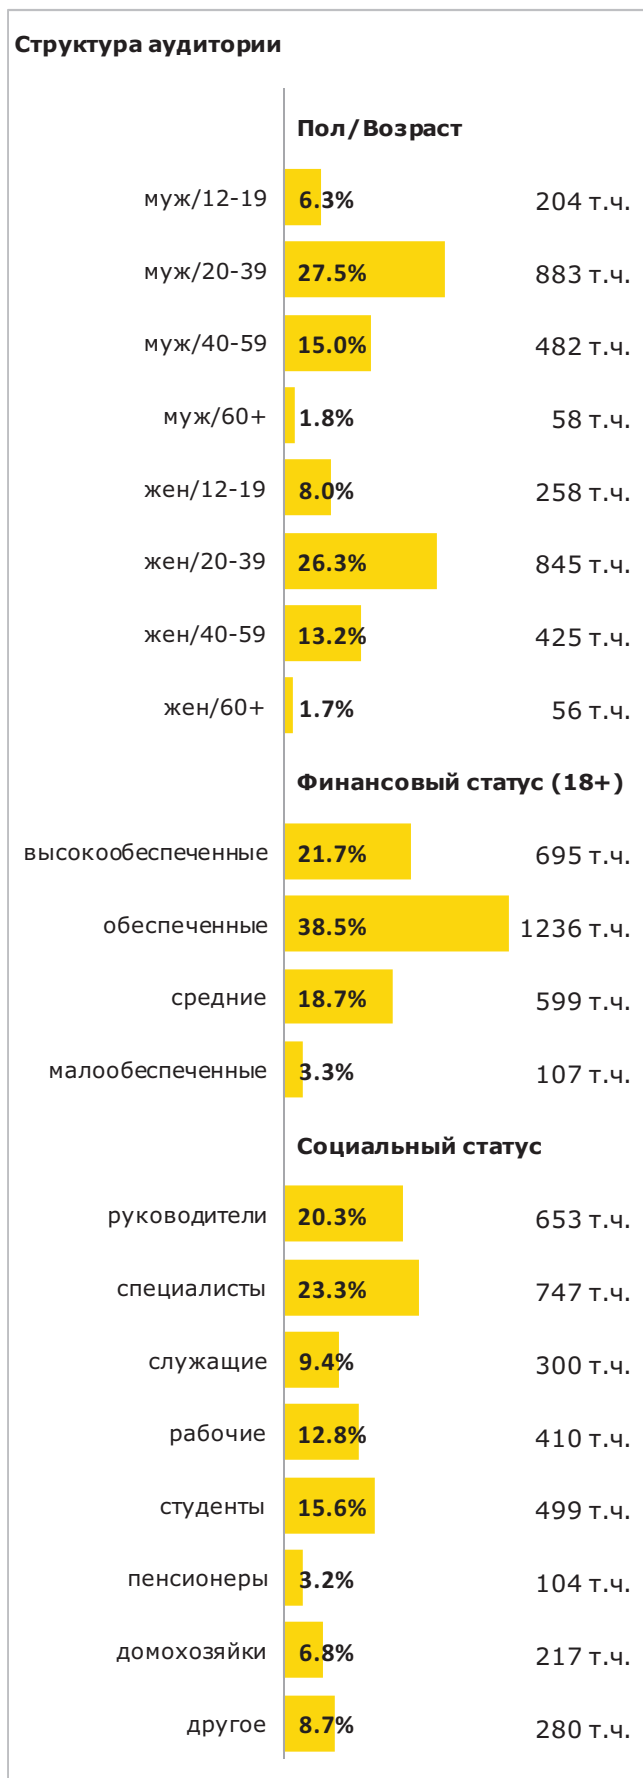 Структура аудитории
Пол/Возраст
муж/12-19 6.3% 204 т.ч.
муж/20-39 27.5% 883 т.ч.
муж/40-59 15.0% 482 т.ч.
муж/60+ 1.8% 58 т.ч.
жен/12-19 8.0% 258 т.ч.
жен/20-39 26.3% 845 т.ч.
жен/40-59 13.2% 425 т.ч.
жен/60+ 1.7% 56 т.ч.
Финансовый статус (18+)
высокообеспеченные 21.7% 695 т.ч.
обеспеченные 38.5% 1236 т.ч.
средние 18.7% 599 т.ч.
малообеспеченные 3.3% 107 т.ч.
Социальный статус
руководители 20.3% 653 т.ч.
специалисты 23.3% 747 т.ч.
служащие 9.4% 300 т.ч.
рабочие 12.8% 410 т.ч.
студенты 15.6% 499 т.ч.
пенсионеры 3.2% 104 т.ч.
домохозяйки 6.8% 217 т.ч.
другое 8.7% 280 т.ч.